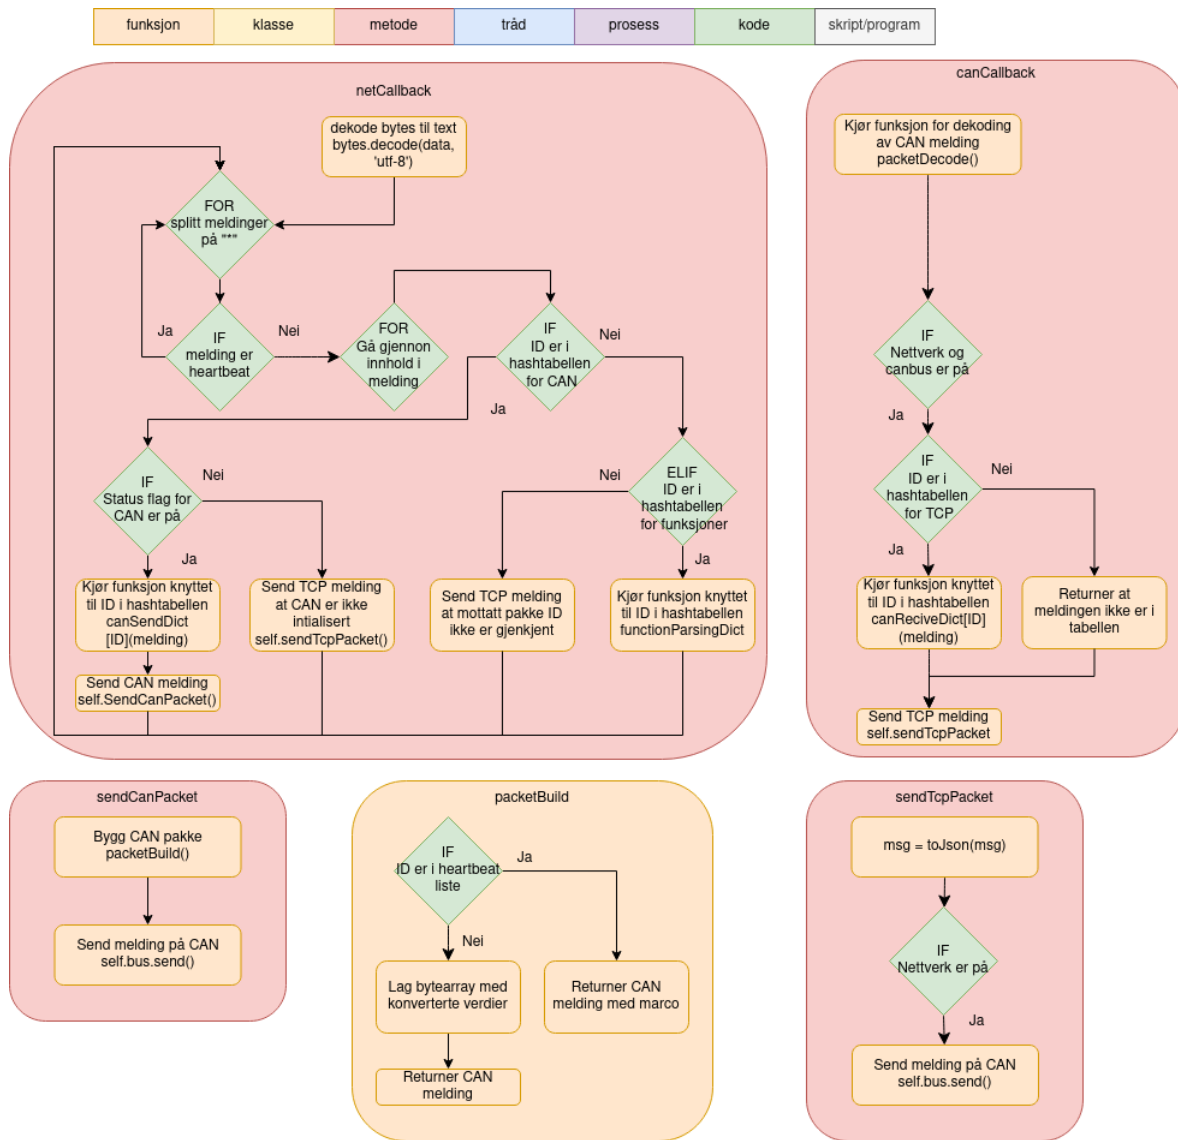 funksjon
klasse
metode
tråd
prosess
kode
skript/program
netCallback
dekode bytes til text
bytes.decode(data,
'utf-8')
FOR
splitt meldinger
på "*"
Ja
IF
melding er
heartbeat
Nei
FOR
Gå gjennon
innhold i
melding
IF
ID er i
hashtabellen
for CAN
Nei
Ja
IF
Status flag for
CAN er på
Nei
Ja
Nei
ELIF
ID er i
hashtabellen
for funksjoner
Ja
Kjør funksjon knyttet
til ID i hashtabellen
canSendDict
[ID](melding)
Send TCP melding
at CAN er ikke
intialisert
self.sendTcpPacket()
Send TCP melding
at mottatt pakke ID
ikke er gjenkjent
Kjør funksjon knyttet
til ID i hashtabellen
functionParsingDict
Send CAN melding
self.SendCanPacket()
canCallback
Kjør funksjon for dekoding
av CAN melding
packetDecode()
IF
Nettverk og
canbus er på
Ja
IF
ID er i
hashtabellen
for TCP
Nei
Ja
Kjør funksjon knyttet
til ID i hashtabellen
canReciveDict[ID]
(melding)
Returner at
meldingen ikke er i
tabellen
Send TCP melding
self.sendTcpPacket
sendCanPacket
Bygg CAN pakke
packetBuild()
Send melding på CAN
self.bus.send()
packetBuild
IF
ID er i heartbeat
liste
Ja
Nei
Lag bytearray med
konverterte verdier
Returner CAN
melding med marco
Returner CAN
melding
sendTcpPacket
msg = toJson(msg)
IF
Nettverk er på
Ja
Send melding på CAN
self.bus.send()